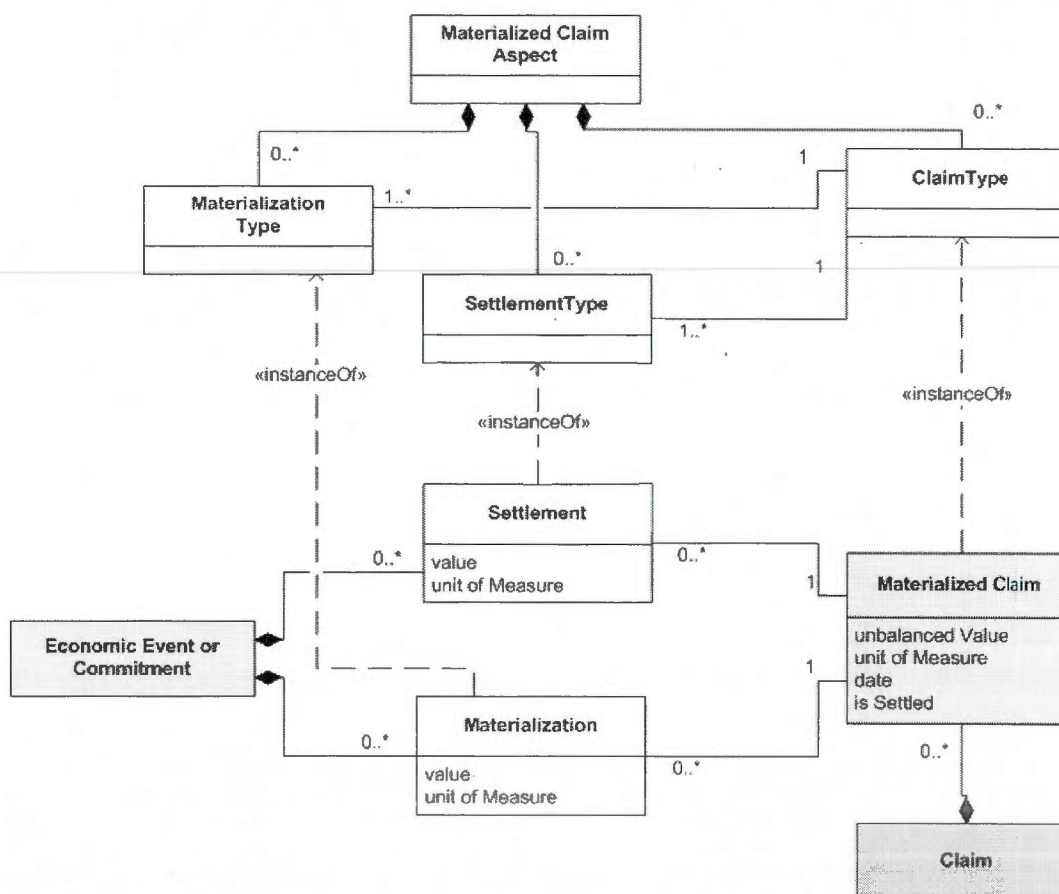 Materialized Claim
Aspect
0..*
0..*
Materialization
Type
1..*
1
ClaimType
0..*
1
SettlementType
1..*
«instanceOf»
«instanceOf»
«instanceOf»
Settlement
value
unit of Measure
0..*
0..*
1
Materialized Claim
unbalanced Value
unit of Measure
date
is Settled
Economic Event or
Commitment
1
Materialization
value
unit of Measure
0..*
0..*
0..*
Claim